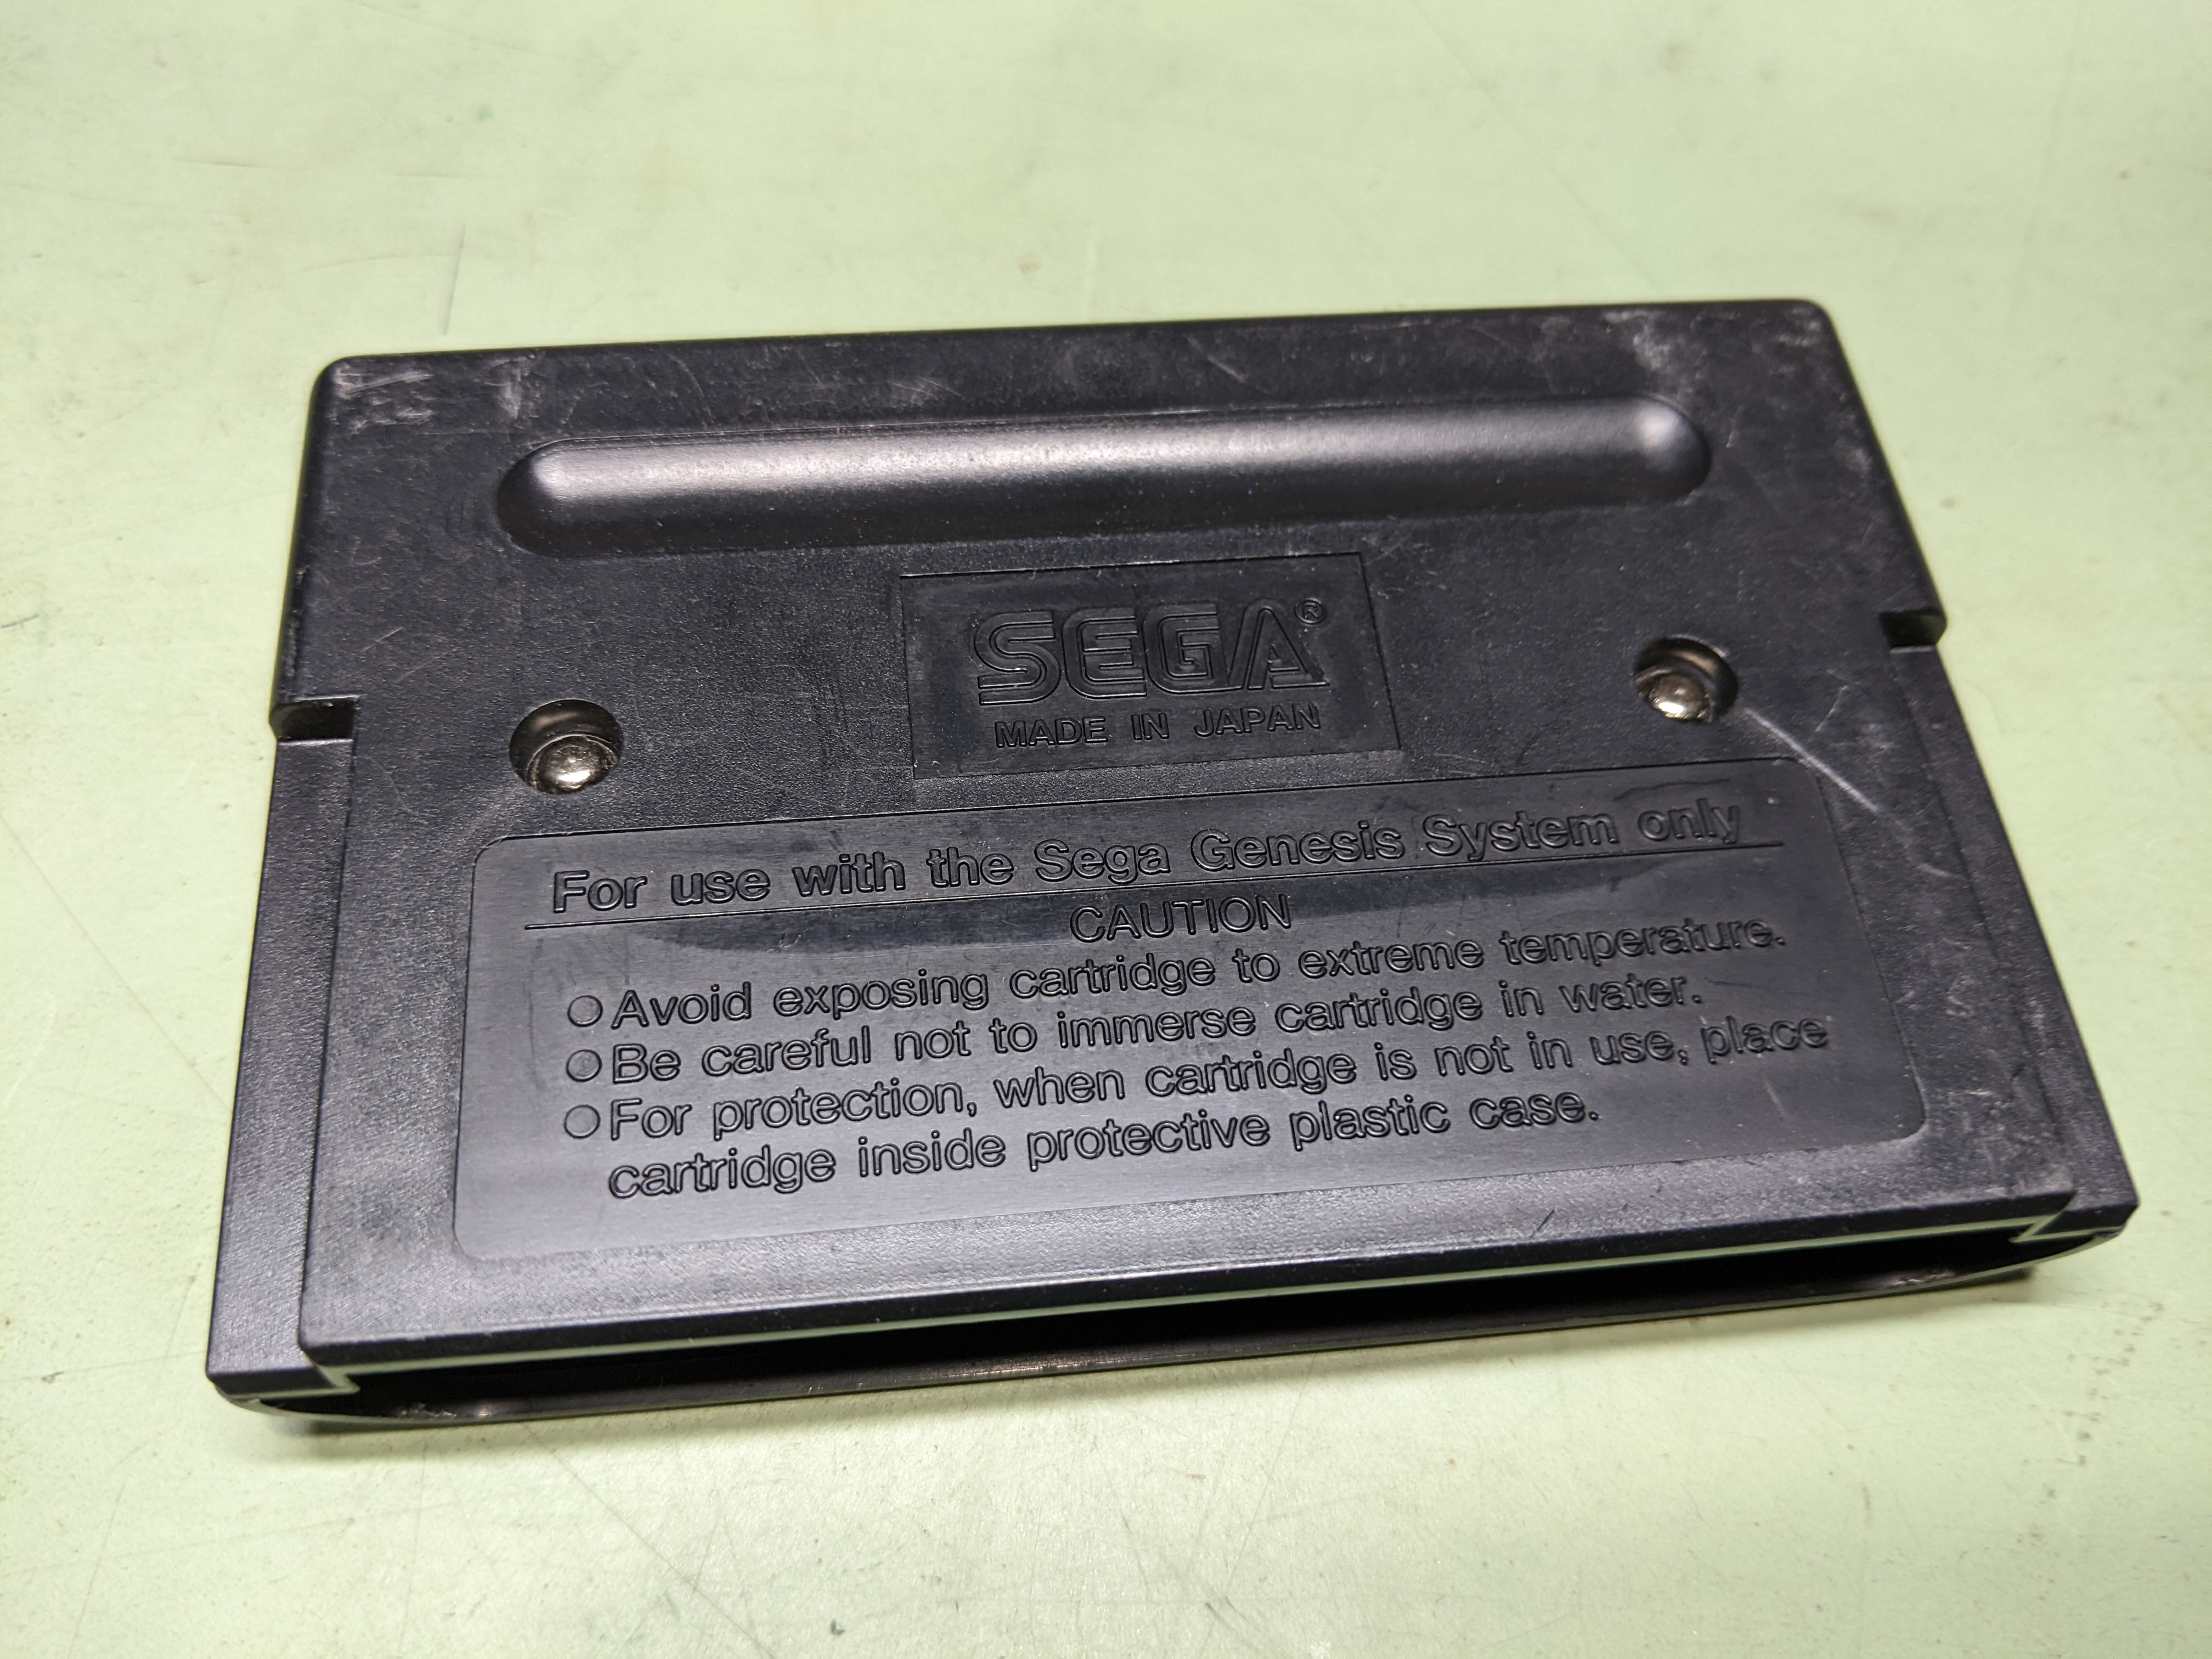 SEGA®
MADE IN JAPAN
For use with the Sega Genesis System only
CAUTION
○Avoid exposing cartridge to extreme temperature.
○Be careful not to immerse cartridge in water.
○For protection, when cartridge is not in use, place
cartridge inside protective plastic case.